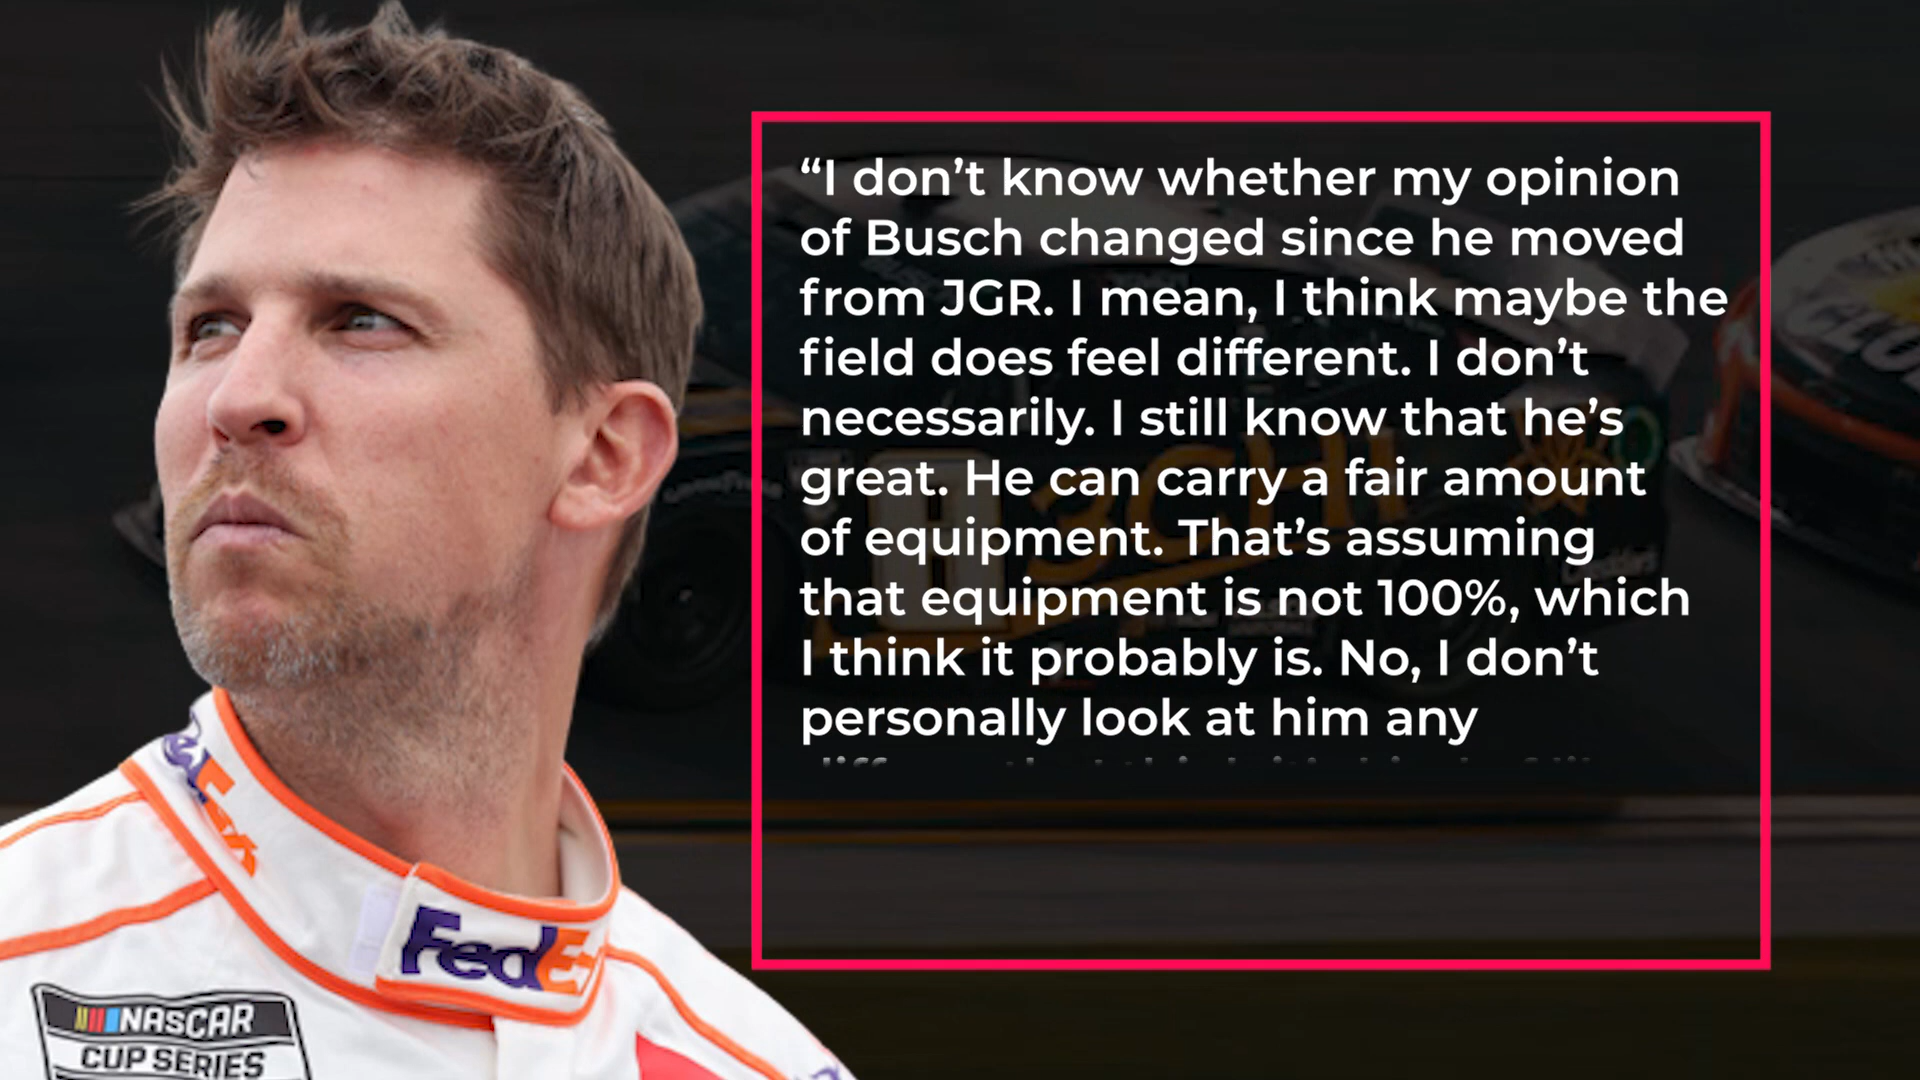 “I don’t know whether my opinion
of Busch changed since he moved
from JGR. I mean, I think maybe the
field does feel different. I don’t
necessarily. I still know that he’s
great. He can carry a fair amount
of equipment. That’s assuming
that equipment is not 100%, which
I think it probably is. No, I don’t
personally look at him any
FedEx
FedEx
NASCAR
CUP SERIES
3CHI
8